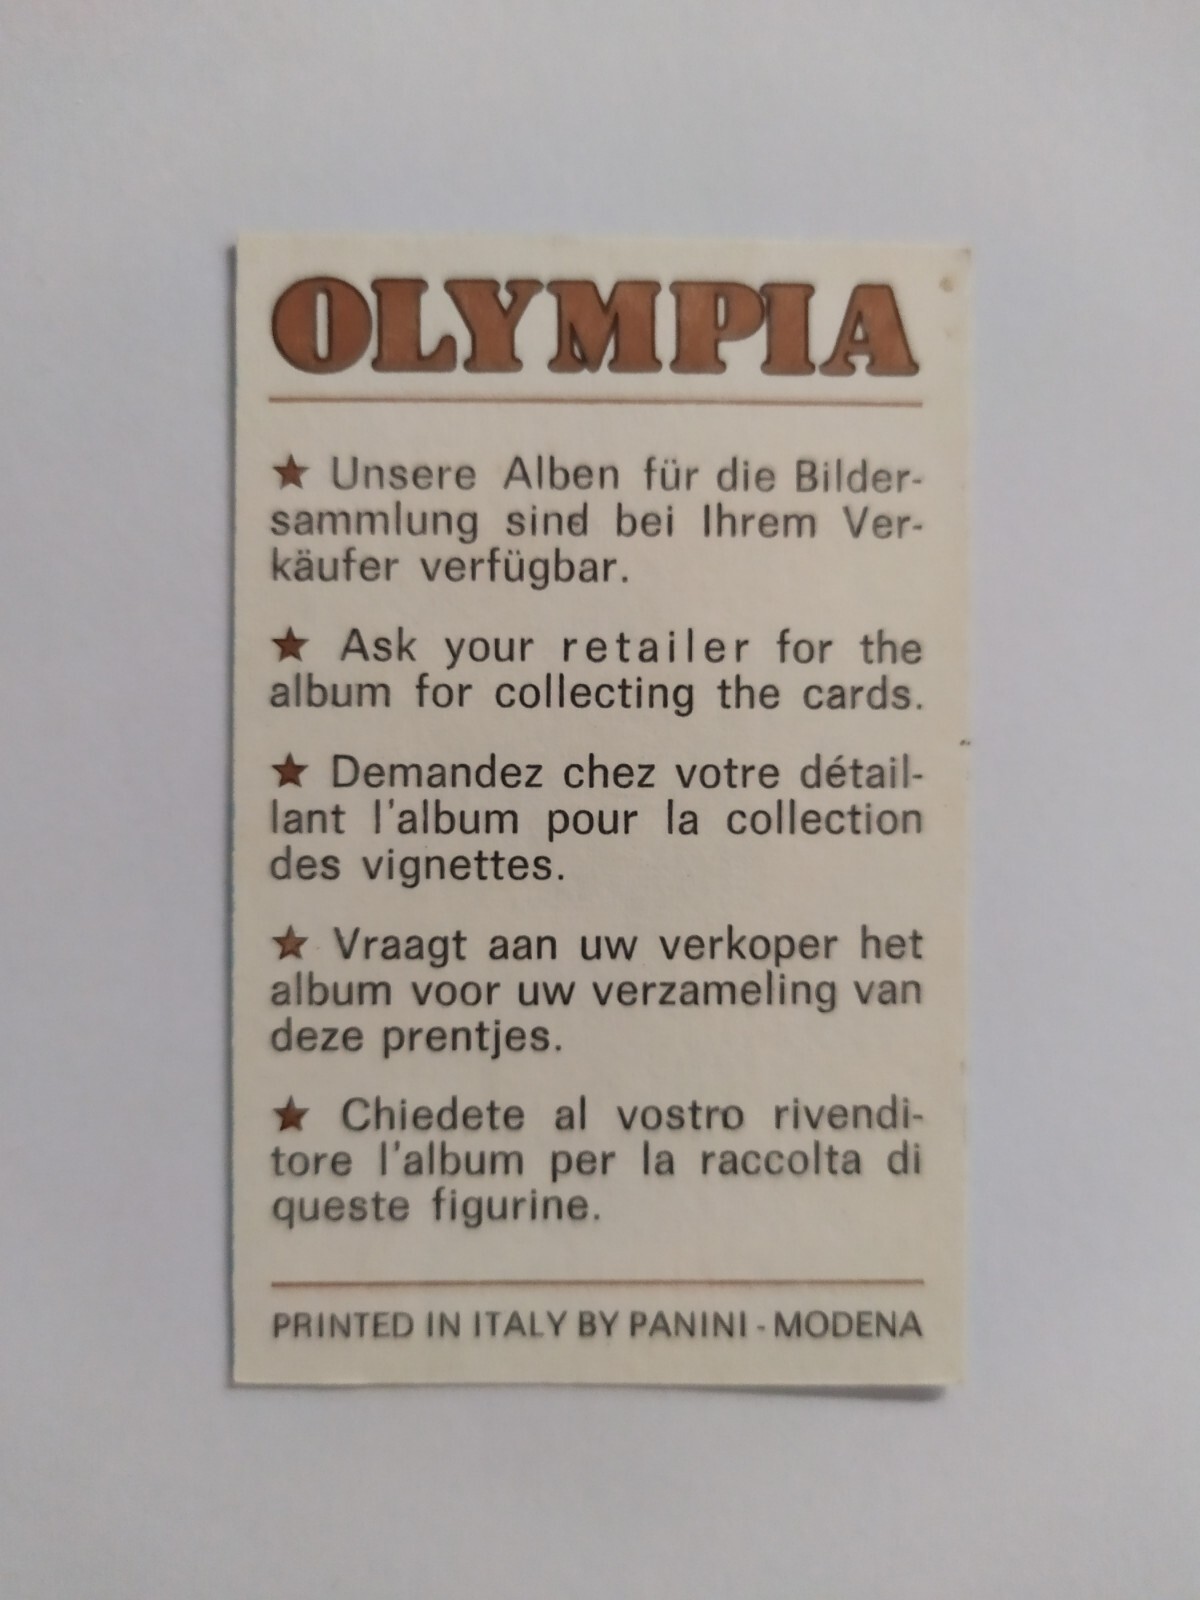 OLYMPIA
★ Unsere Alben für die Bilder-
sammlung sind bei Ihrem Ver-
käufer verfügbar.
★ Ask your retailer for the
album for collecting the cards.
★ Demandez chez votre détail-
lant l'album pour la collection
des vignettes.
★ Vraagt aan uw verkoper het
album voor uw verzameling van
deze prentjes.
★ Chiedete al vostro rivendi-
tore l'album per la raccolta di
queste figurine.
PRINTED IN ITALY BY PANINI - MODENA